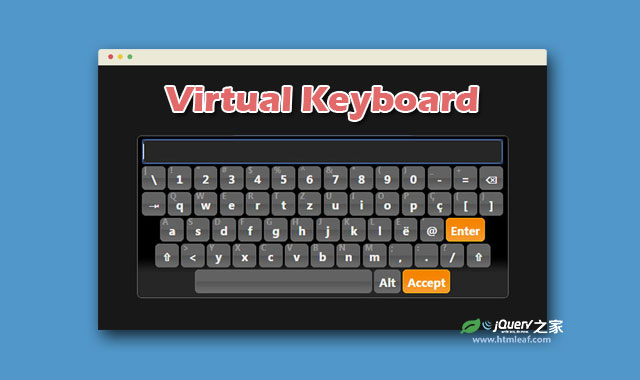 Virtual Keyboard
\ 1 2 3 4 5 6 7 8 9 0 - =
q w e r t z u i o p ç [ ]
a s d f g h j k l ë @ Enter
< y x c v b n m , . /
Alt Accept
jQuery之家
www.htmleaf.com